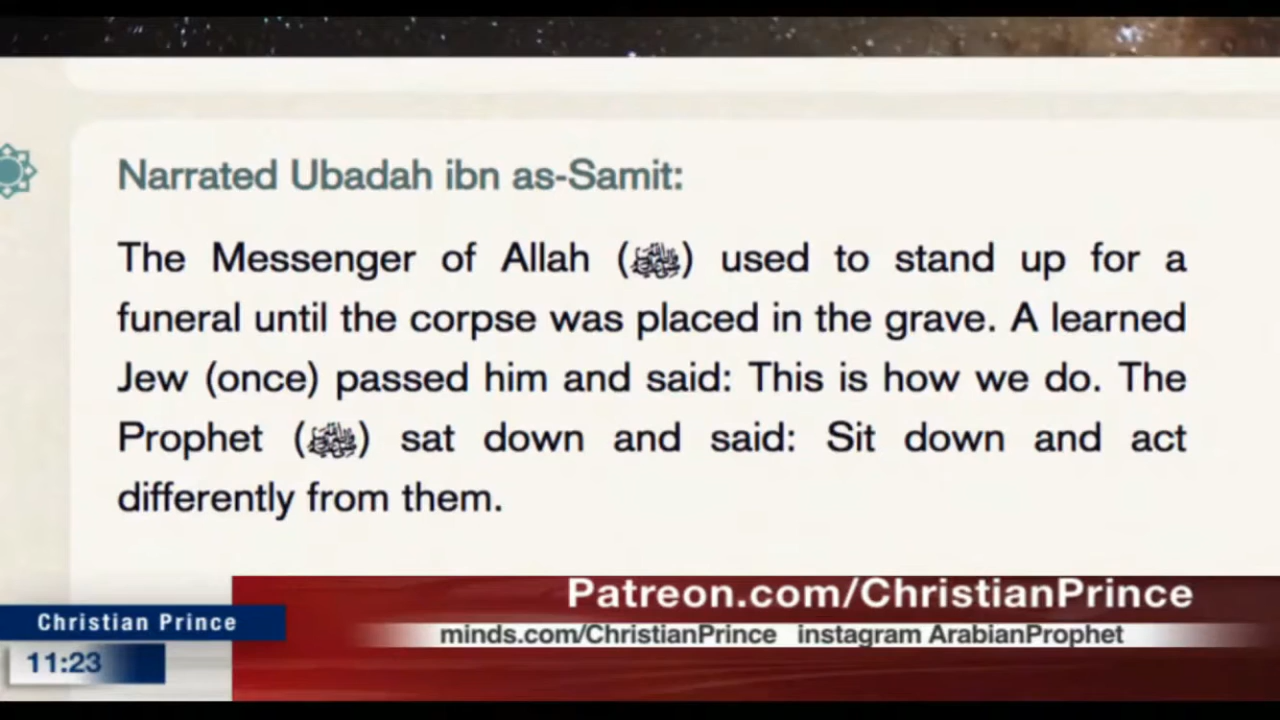 Narrated Ubadah ibn as-Samit:
The Messenger of Allah (ﷺ) used to stand up for a
funeral until the corpse was placed in the grave. A learned
Jew (once) passed him and said: This is how we do. The
Prophet (ﷺ) sat down and said: Sit down and act
differently from them.
Patreon.com/ChristianPrince
Christian Prince
minds.com/ChristianPrince instagram ArabianProphet
11:23